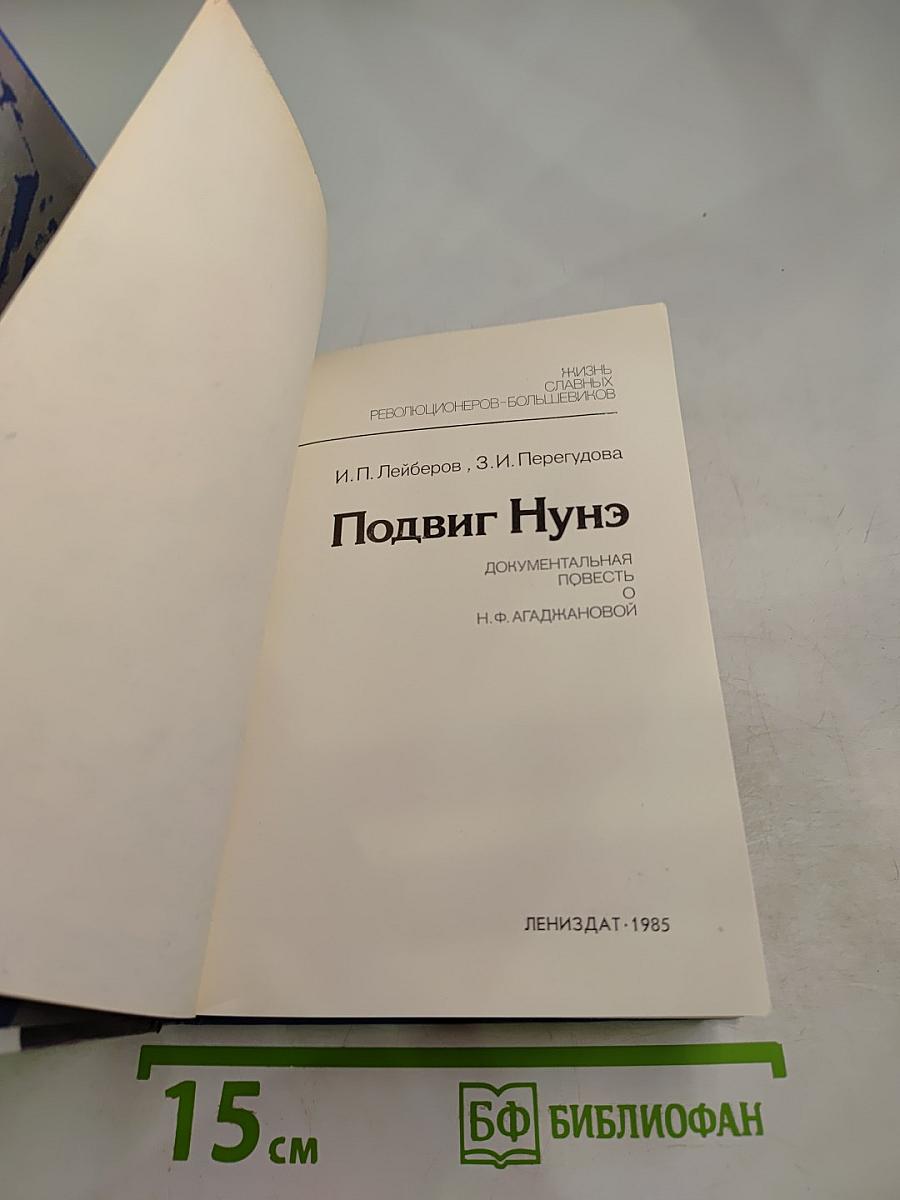 ЖИЗНЬ
СЛАВНЫХ
РЕВОЛЮЦИОНЕРОВ-БОЛЬШЕВИКОВ
И.П. Лейберов, З.И. Перегудова
Подвиг Нунэ
ДОКУМЕНТАЛЬНАЯ
ПОВЕСТЬ
О
Н.Ф. АГАДЖАНОВОЙ
ЛЕНИЗДАТ·1985
15 см
БФ БИБЛИОФАН